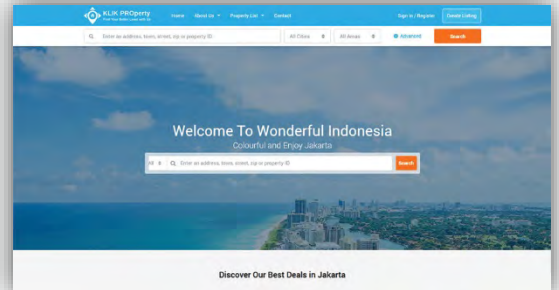 KLIK PROperty
Home About Us Property List Contact
Sign In / Register
Create Listing
Enter an address, town, street, zip or property ID
All Cities
All Areas
Advanced
Search
Welcome To Wonderful Indonesia
Colourful and Enjoy Jakarta
All
Enter an address, town, street, zip or property ID
Search
Discover Our Best Deals in Jakarta